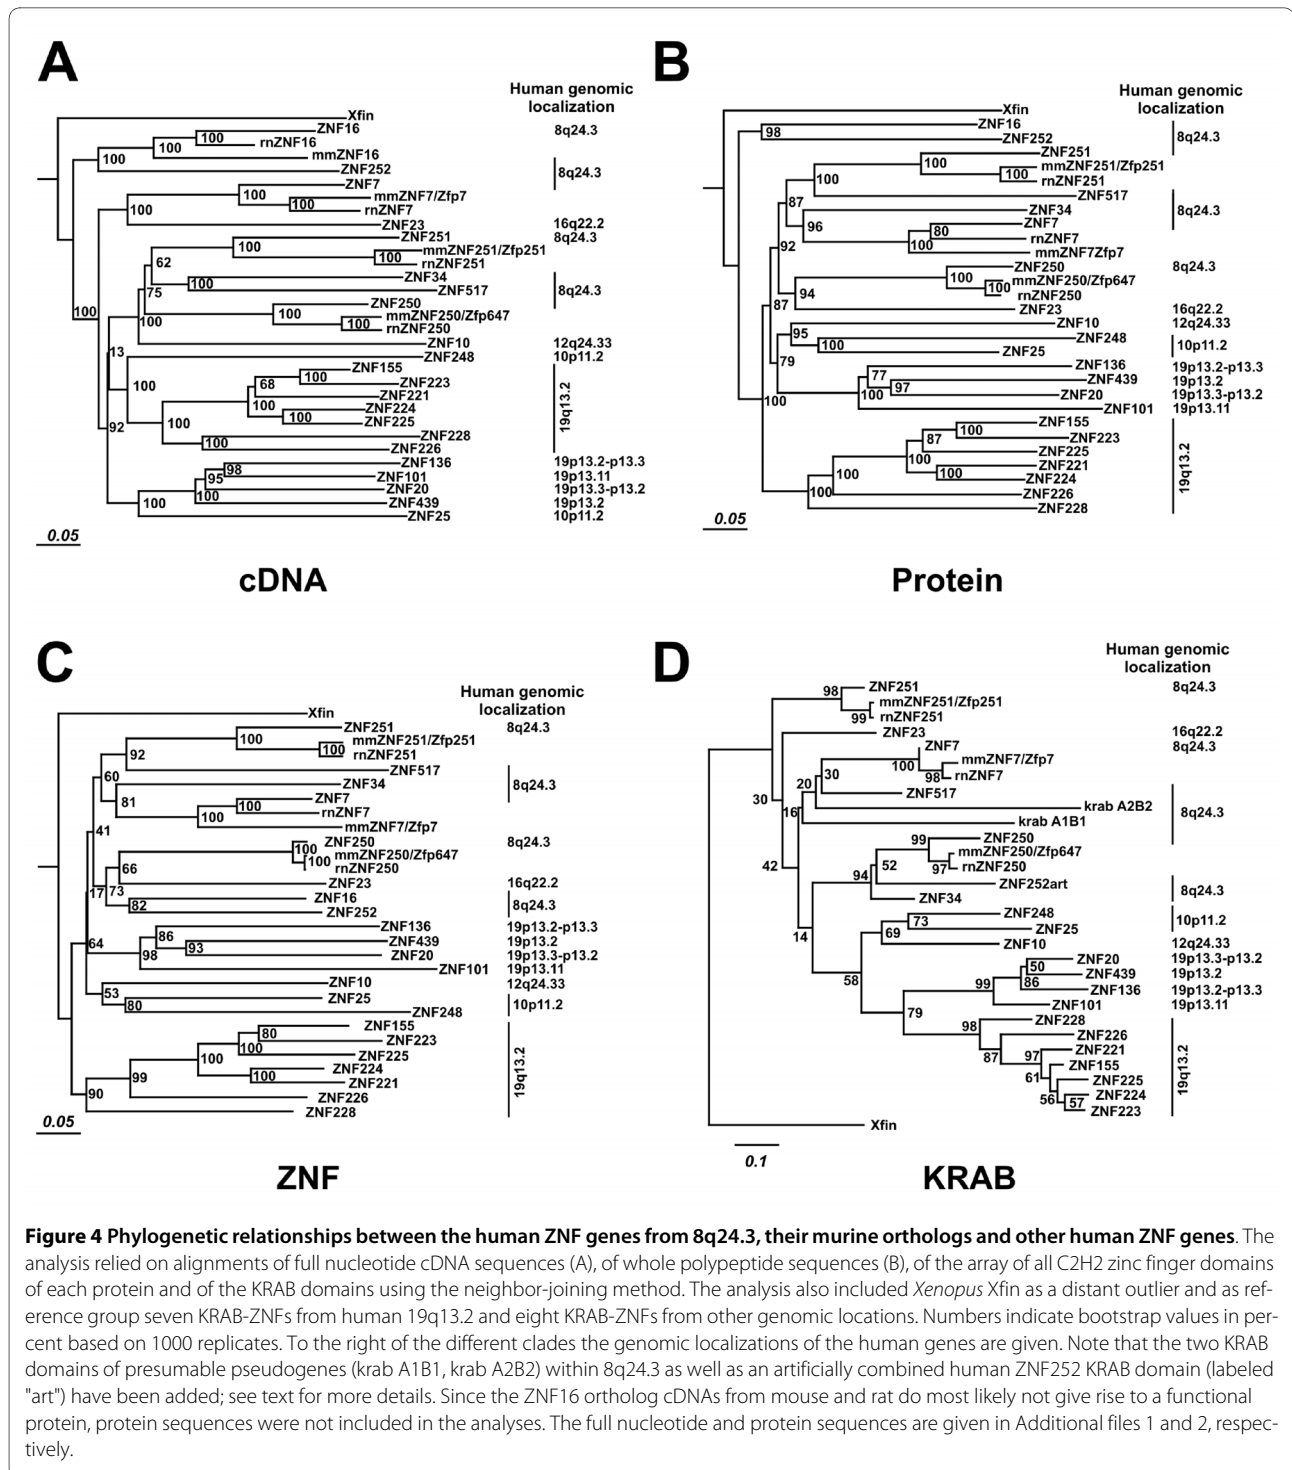 A
Human genomic
localization
Xfin
ZNF16
8q24.3
100
rnZNF16
100
mmZNF16
100
ZNF252
8q24.3
ZNF7
100
mmZNF7/Zfp7
100
rnZNF7
100
ZNF23
16q22.2
ZNF251
8q24.3
100
mmZNF251/Zfp251
100
rnZNF251
62
ZNF34
100
ZNF517
8q24.3
75
ZNF250
100
mmZNF250/Zfp647
100
rnZNF250
100
100
ZNF10
12q24.33
13
ZNF248
10p11.2
ZNF155
100
ZNF223
68
100
ZNF221
100
ZNF224
100
ZNF225
19q13.2
100
92
ZNF228
100
ZNF226
ZNF136
19p13.2-p13.3
98
ZNF101
19p13.11
95
ZNF20
19p13.3-p13.2
100
100
ZNF439
19p13.2
ZNF25
10p11.2
0.05
cDNA
B
Human genomic
localization
Xfin
ZNF16
98
ZNF252
8q24.3
ZNF251
100
mmZNF251/Zfp251
100
rnZNF251
100
ZNF517
87
ZNF34
8q24.3
96
ZNF7
80
rnZNF7
100
mmZNF7Zfp7
92
ZNF250
8q24.3
100
mmZNF250/Zfp647
100
rnZNF250
94
87
ZNF23
16q22.2
ZNF10
12q24.33
95
ZNF248
100
10p11.2
ZNF25
79
ZNF136
19p13.2-p13.3
77
ZNF439
19p13.2
97
ZNF20
19p13.3-p13.2
100
100
ZNF101
19p13.11
ZNF155
100
ZNF223
87
ZNF225
100
ZNF221
100
ZNF224
100
ZNF226
100
ZNF228
19q13.2
0.05
Protein
C
Human genomic
localization
Xfin
ZNF251
8q24.3
100
mmZNF251/Zfp251
100
rnZNF251
92
ZNF517
60
ZNF34
8q24.3
81
ZNF7
100
rnZNF7
100
mmZNF7/Zfp7
41
ZNF250
8q24.3
100
mmZNF250/Zfp647
100
rnZNF250
66
ZNF23
16q22.2
17
73
ZNF16
82
8q24.3
ZNF252
ZNF136
19p13.2-p13.3
86
ZNF439
19p13.2
93
ZNF20
19p13.3-p13.2
64
98
ZNF101
19p13.11
ZNF10
12q24.33
53
ZNF25
80
10p11.2
ZNF248
ZNF155
80
ZNF223
100
ZNF225
100
ZNF224
100
ZNF221
99
ZNF226
90
ZNF228
19q13.2
0.05
ZNF
D
Human genomic
localization
ZNF251
8q24.3
98
mmZNF251/Zfp251
99
rnZNF251
ZNF23
16q22.2
ZNF7
8q24.3
100
mmZNF7/Zfp7
98
rnZNF7
30
20
ZNF517
30
16
krab A2B2
krab A1B1
8q24.3
ZNF250
99
mmZNF250/Zfp647
97
rnZNF250
52
42
94
ZNF252art
8q24.3
ZNF34
ZNF248
73
ZNF25
10p11.2
69
14
ZNF10
12q24.33
ZNF20
19p13.3-p13.2
50
ZNF439
19p13.2
99
86
ZNF136
19p13.2-p13.3
58
ZNF101
19p13.11
79
ZNF228
98
ZNF226
87
ZNF221
97
ZNF155
61
ZNF225
56
ZNF224
57
ZNF223
19q13.2
Xfin
0.1
KRAB
Figure 4 Phylogenetic relationships between the human ZNF genes from 8q24.3, their murine orthologs and other human ZNF genes. The
analysis relied on alignments of full nucleotide cDNA sequences (A), of whole polypeptide sequences (B), of the array of all C2H2 zinc finger domains
of each protein and of the KRAB domains using the neighbor-joining method. The analysis also included Xenopus Xfin as a distant outlier and as ref-
erence group seven KRAB-ZNFs from human 19q13.2 and eight KRAB-ZNFs from other genomic locations. Numbers indicate bootstrap values in per-
cent based on 1000 replicates. To the right of the different clades the genomic localizations of the human genes are given. Note that the two KRAB
domains of presumable pseudogenes (krab A1B1, krab A2B2) within 8q24.3 as well as an artificially combined human ZNF252 KRAB domain (labeled
"art") have been added; see text for more details. Since the ZNF16 ortholog cDNAs from mouse and rat do most likely not give rise to a functional
protein, protein sequences were not included in the analyses. The full nucleotide and protein sequences are given in Additional files 1 and 2, respec-
tively.